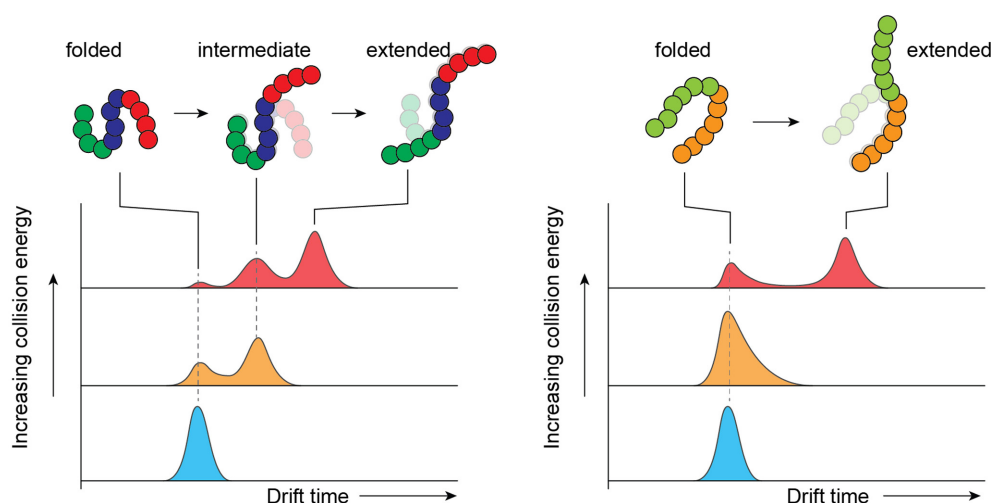 folded
intermediate
extended
Increasing collision energy
Drift time
folded
extended
Increasing collision energy
Drift time